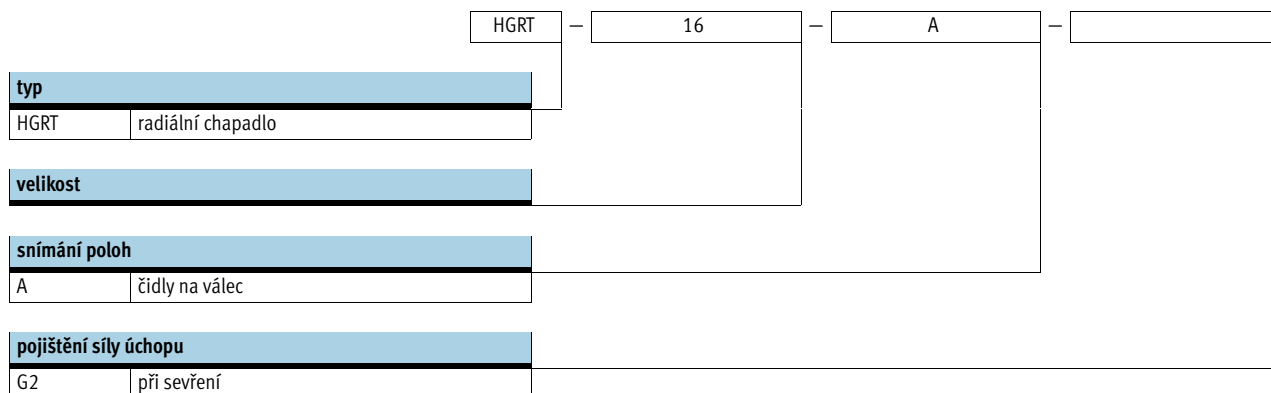 HGRT – 16 – A –
typ
HGRT radiální chapadlo
velikost
snímání poloh
A čidly na válec
pojištění síly úchopu
G2 při sevření